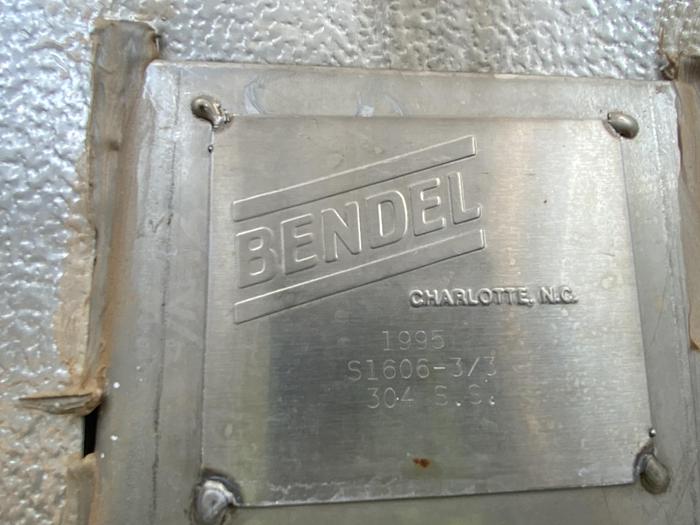 BENDEL
CHARLOTTE, N.C.
1995
S1606-3/3
304 S.S.